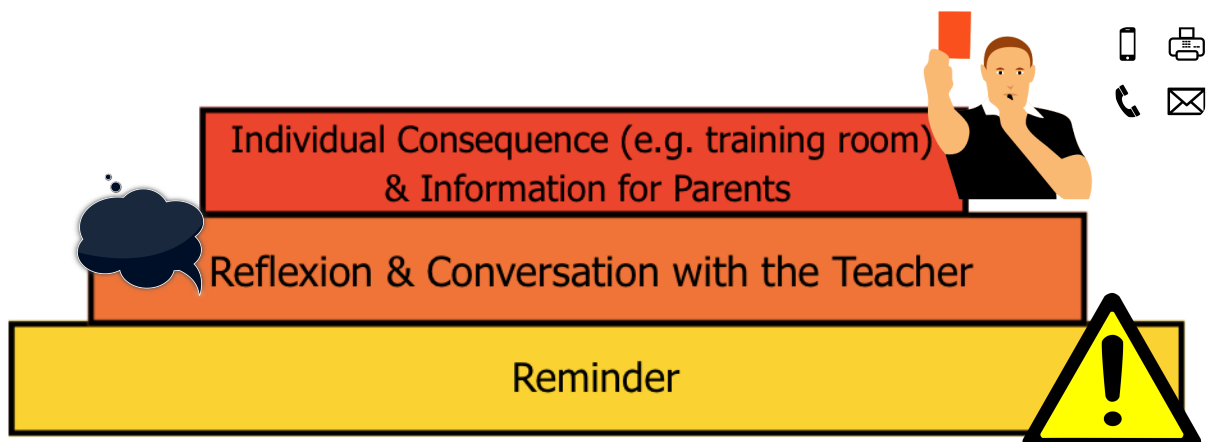 Individual Consequence (e.g. training room)
& Information for Parents
Reflexion & Conversation with the Teacher
Reminder